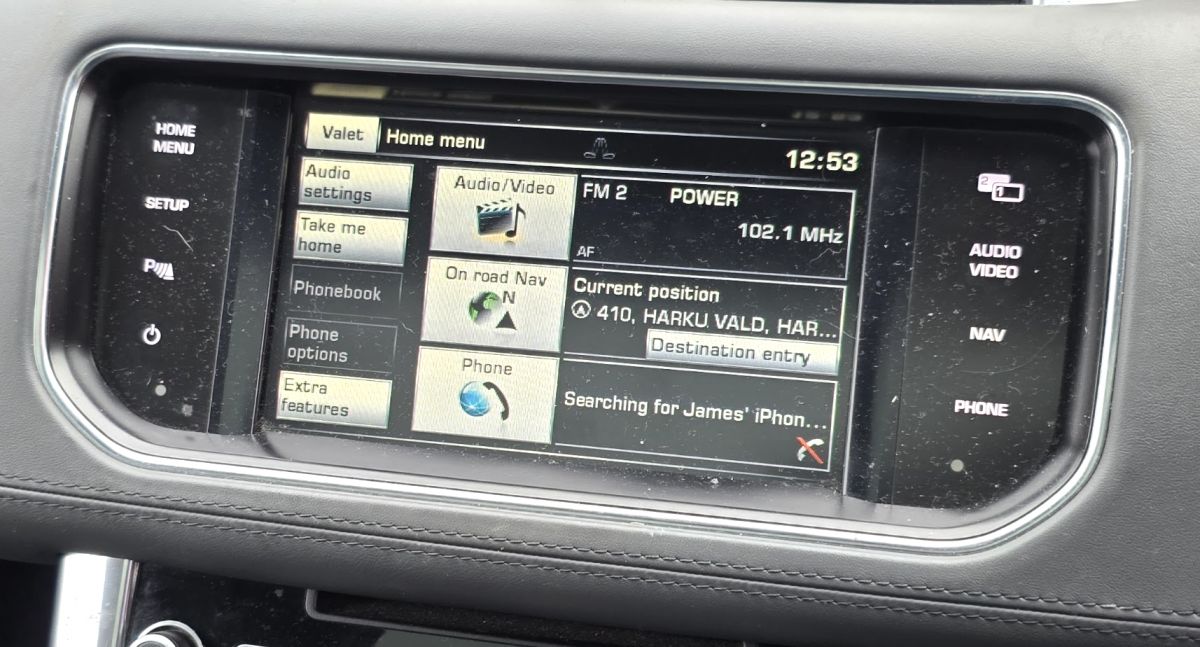 HOME
MENU
SETUP
P
Valet
Home menu
12:53
Audio
settings
Take me
home
Phonebook
Phone
options
Extra
features
Audio/Video
FM 2 POWER
102.1 MHz
AF
On road Nav
N
Current position
410, HARKU VALD, HAR...
Destination entry
Phone
Searching for James' iPhon...
2
1
AUDIO
VIDEO
NAV
PHONE